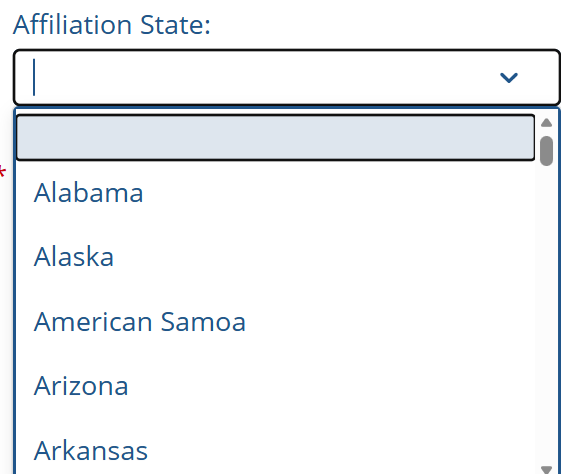 Affiliation State:
*
Alabama
Alaska
American Samoa
Arizona
Arkansas